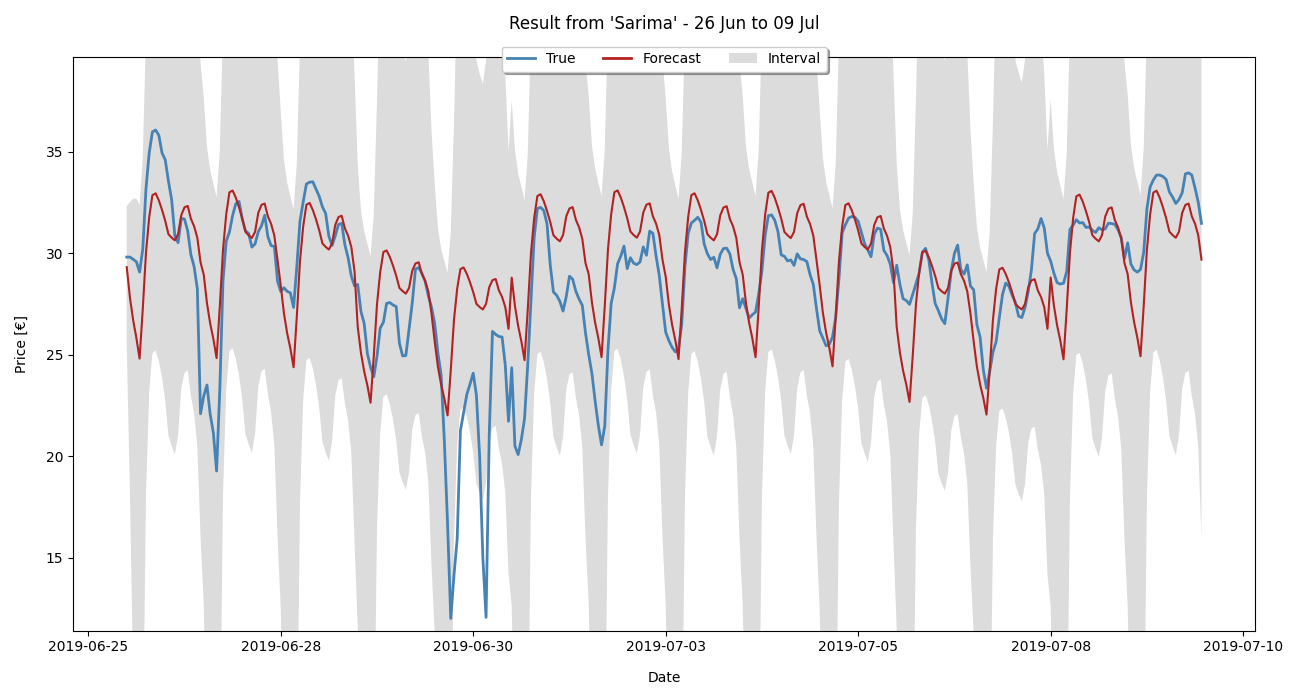 Result from 'Sarima' - 26 Jun to 09 Jul
True Forecast Interval
35
30
25
20
15
Price [€]
2019-06-25 2019-06-28 2019-06-30 2019-07-03 2019-07-05 2019-07-08 2019-07-10
Date